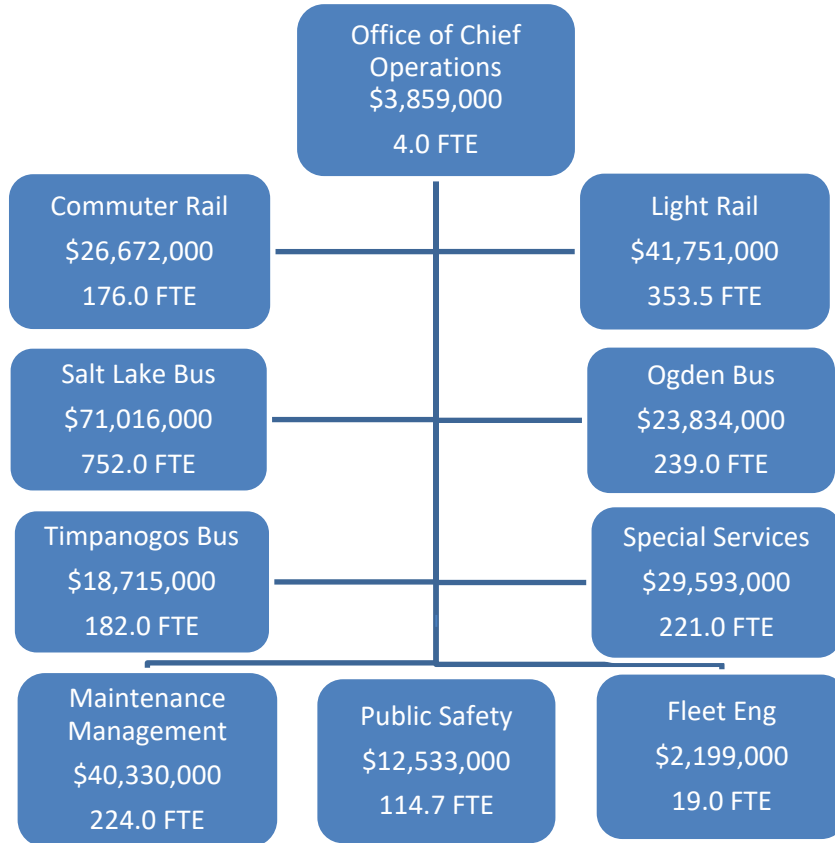 Office of Chief
Operations
$3,859,000
4.0 FTE
Commuter Rail
$26,672,000
176.0 FTE
Light Rail
$41,751,000
353.5 FTE
Salt Lake Bus
$71,016,000
752.0 FTE
Ogden Bus
$23,834,000
239.0 FTE
Timpanogos Bus
$18,715,000
182.0 FTE
Special Services
$29,593,000
221.0 FTE
Maintenance
Management
$40,330,000
224.0 FTE
Public Safety
$12,533,000
114.7 FTE
Fleet Eng
$2,199,000
19.0 FTE